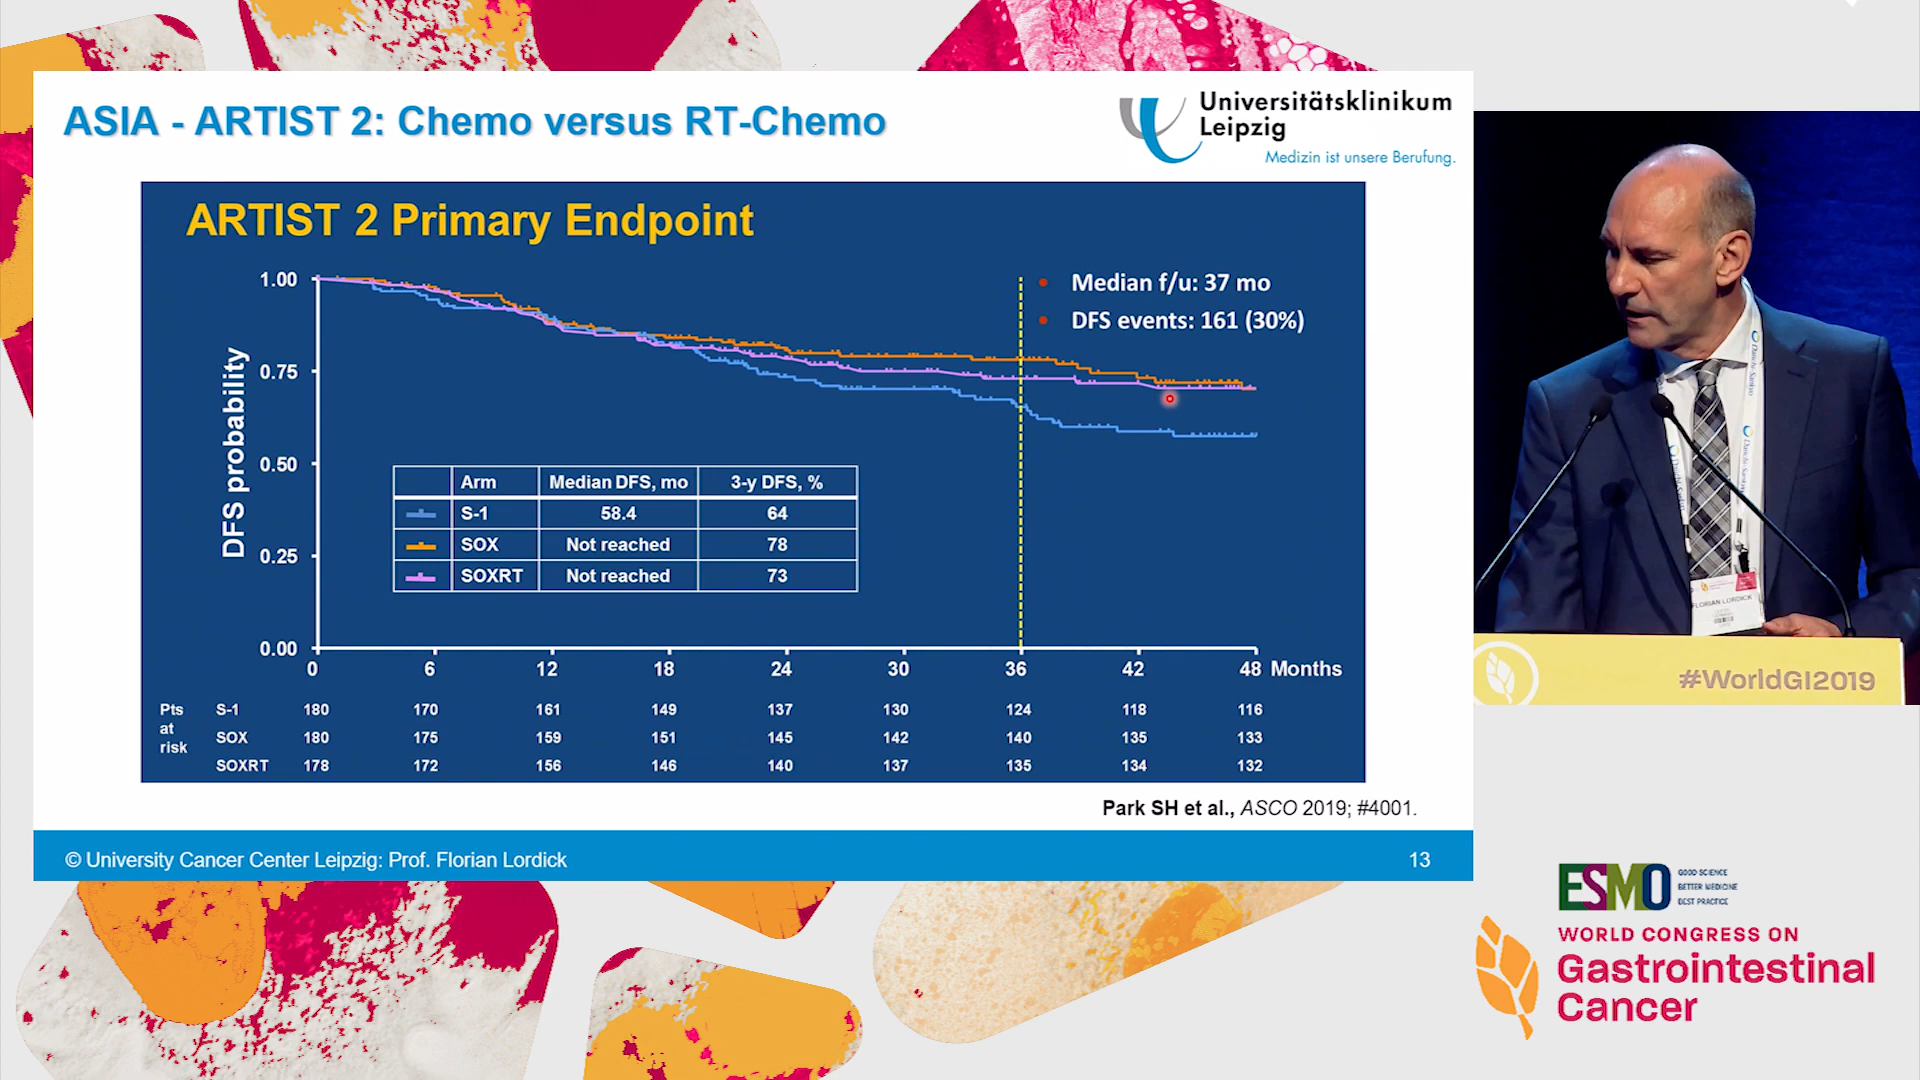 ASIA - ARTIST 2: Chemo versus RT-Chemo
Universitätsklinikum
Leipzig
Medizin ist unsere Berufung.
ARTIST 2 Primary Endpoint
Median f/u: 37 mo
DFS events: 161 (30%)
DFS probability
1.00
0.75
0.50
0.25
0.00
Arm Median DFS, mo 3-y DFS, %
S-1 58.4 64
SOX Not reached 78
SOXRT Not reached 73
0 6 12 18 24 30 36 42 48 Months
Pts at risk
S-1 180 170 161 149 137 130 124 118 116
SOX 180 175 159 151 145 142 140 135 133
SOXRT 178 172 156 146 140 137 135 134 132
Park SH et al., ASCO 2019; #4001.
© University Cancer Center Leipzig: Prof. Florian Lordick 13
Daiichi-Sankyo
FLORIAN LORDICK
#WorldGI2019
ESMO
GOOD SCIENCE
BETTER MEDICINE
BEST PRACTICE
WORLD CONGRESS ON
Gastrointestinal
Cancer